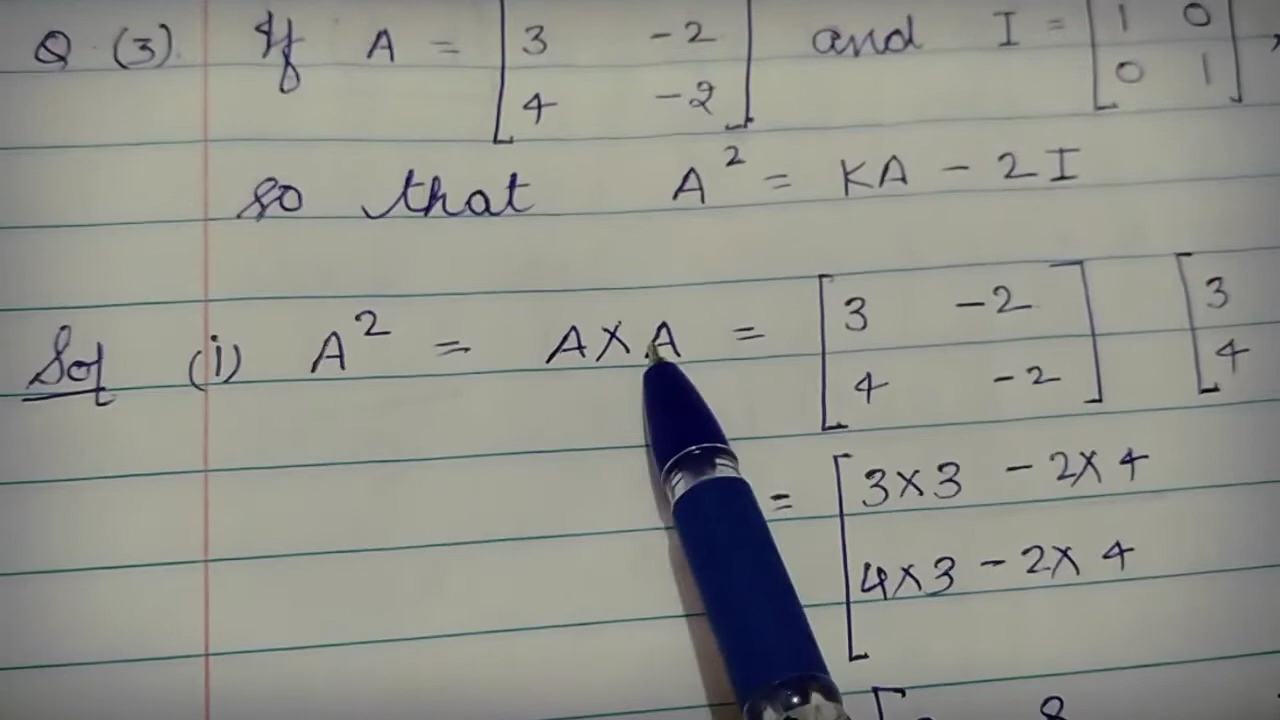 Q (3). If A = [3 -2 and I = [1 0
4 -2] 0 1],
so that A² = KA - 2I
Sol (i) A² = A×A = [3 -2 [3
4 -2] 4
= [3×3 - 2×4
4×3 - 2×4
8